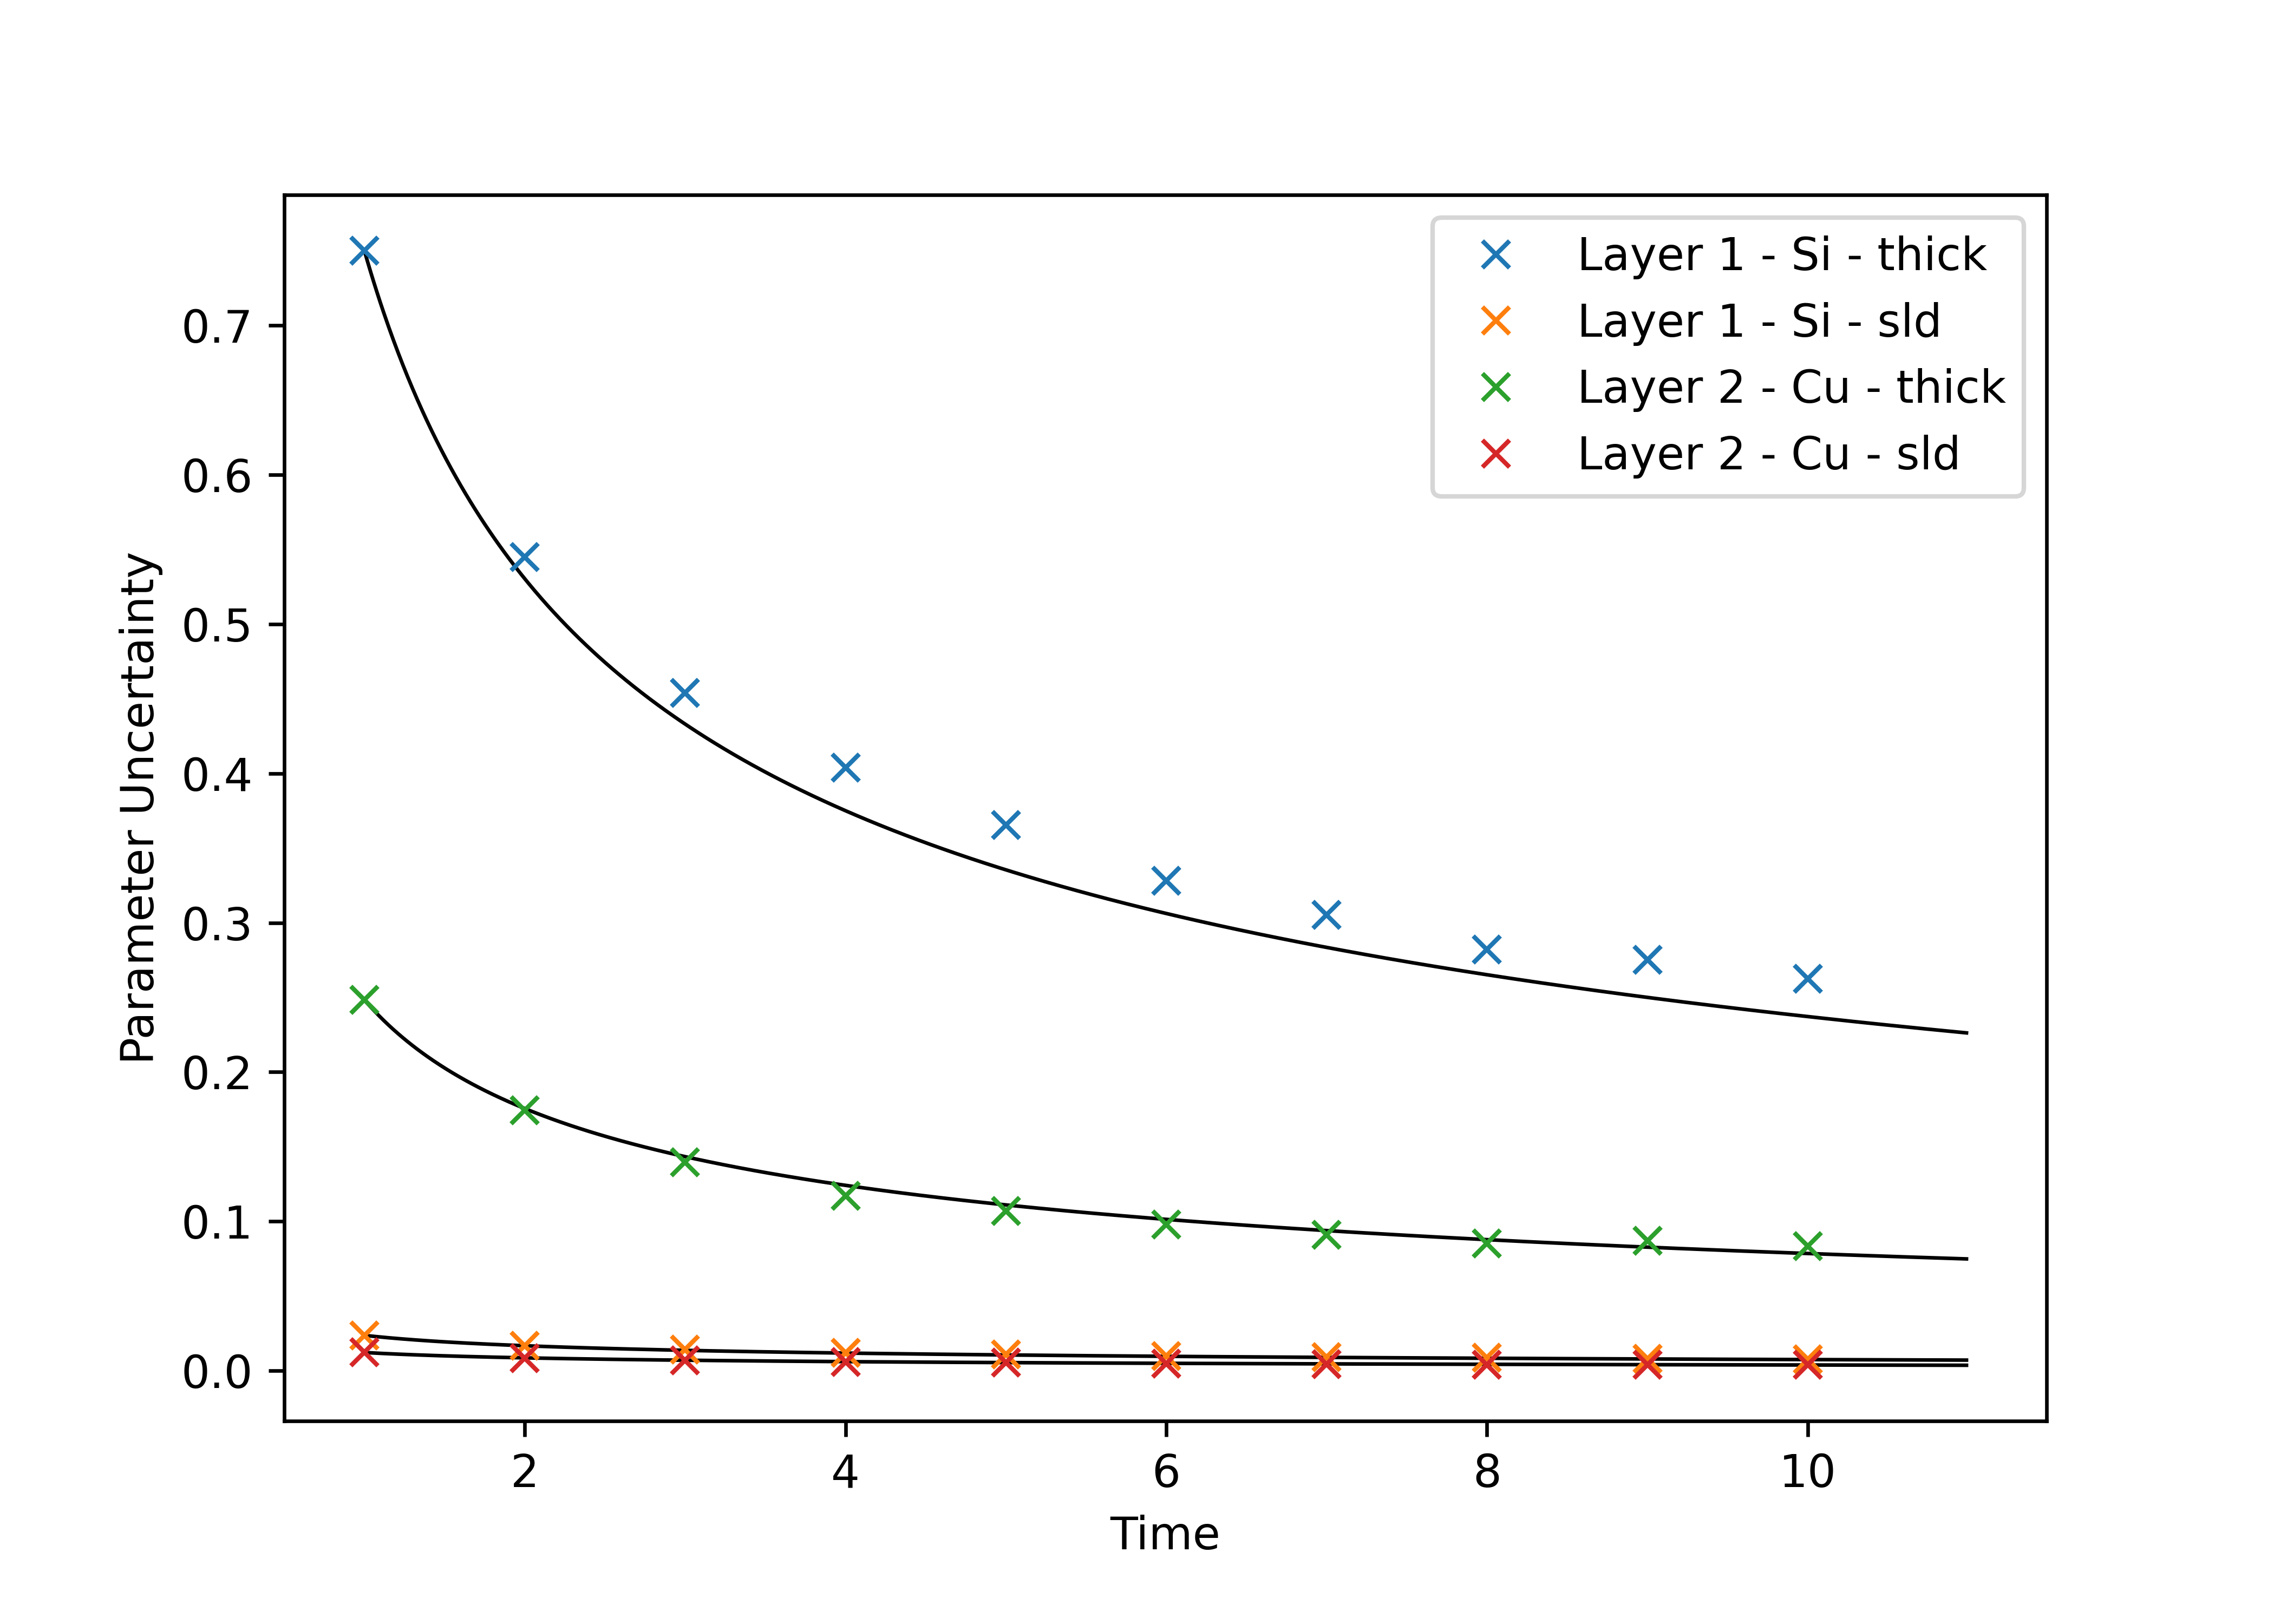 Layer 1 - Si - thick
Layer 1 - Si - sld
Layer 2 - Cu - thick
Layer 2 - Cu - sld
Parameter Uncertainty
0.7
0.6
0.5
0.4
0.3
0.2
0.1
0.0
2 4 6 8 10
Time